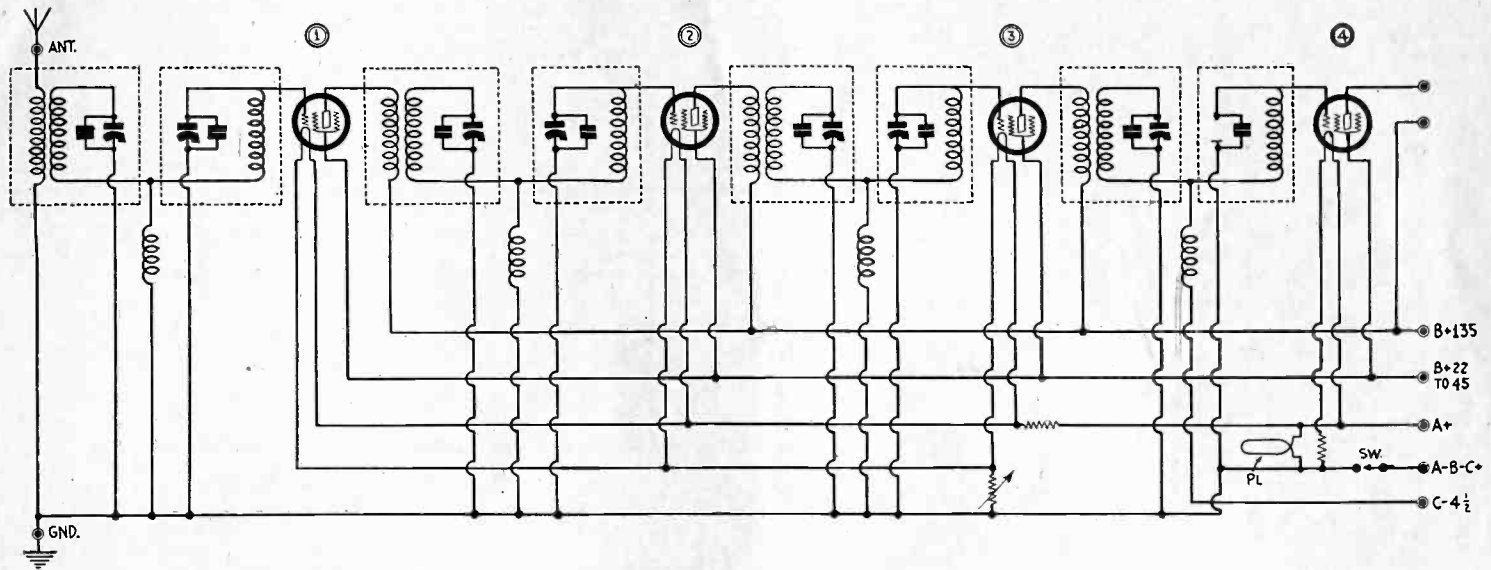 ANT.
1
2
3
4
B+135
B+22
TO 45
A+
SW.
A-B-C+
PL
C-4½
GND.